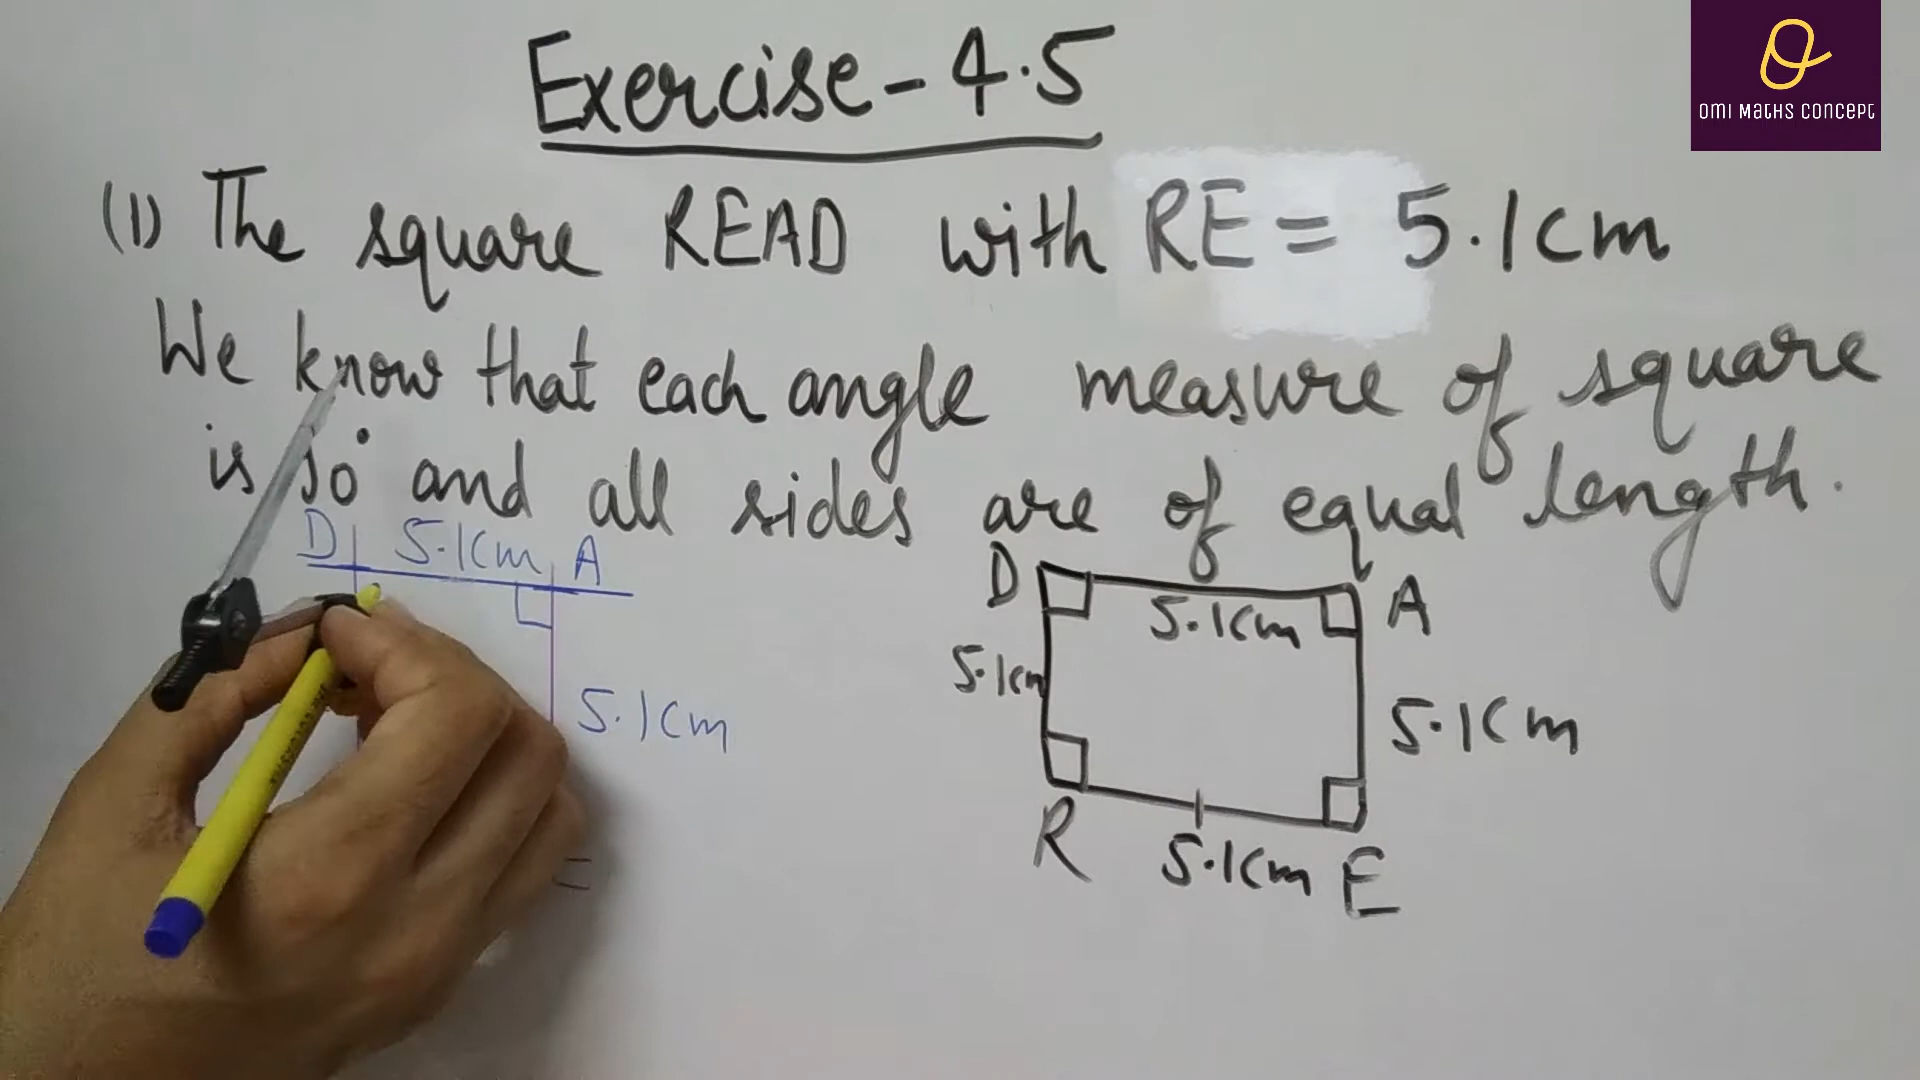 Exercise-4.5
OMI MATHS CONCEPT
(1) The square READ with RE = 5.1cm
We know that each angle measure of square
is and all sides are of equal length.
D 5.1cm A
5.1cm
=
D A
5.1cm
5.1cm
5.1cm
R 5.1cm E